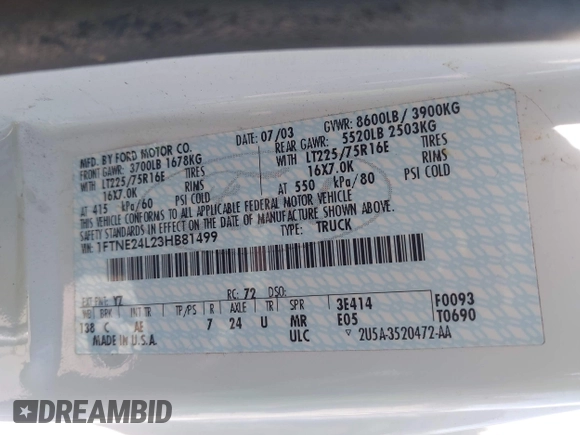 MFD. BY FORD MOTOR CO.
DATE: 07/03
GVWR: 8600LB/ 3900KG
FRONT GAWR: 3700LB 1678KG
REAR GAWR: 5520LB 2503KG
WITH LT225/75R16E TIRES
WITH LT225/75R16E TIRES
16X7.0K RIMS
16X7.0K RIMS
AT 415 kPa/60 PSI COLD
AT 550 kPa/80 PSI COLD
THIS VEHICLE CONFORMS TO ALL APPLICABLE FEDERAL MOTOR VEHICLE
SAFETY STANDARDS IN EFFECT ON THE DATE OF MANUFACTURE SHOWN ABOVE.
VIN: 1FTNE24L23HB81499
TYPE: TRUCK
EXT PNT: YZ RC: 72 DSO:
WB BRK INT TR TP/PS R AXLE TR SPR
3E414 F0093
138 C AE 7 24 U MR E05 T0690
MADE IN U.S.A. ULC
2U5A-3520472-AA
DREAMBID